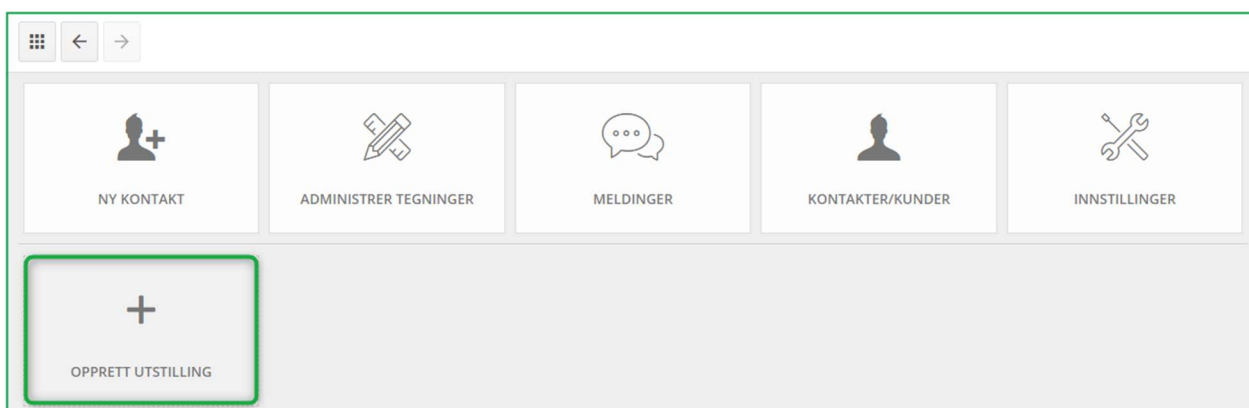 NY KONTAKT
ADMINISTRER TEGNINGER
MELDINGER
KONTAKTER/KUNDER
INNSTILLINGER
OPPRETT UTSTILLING